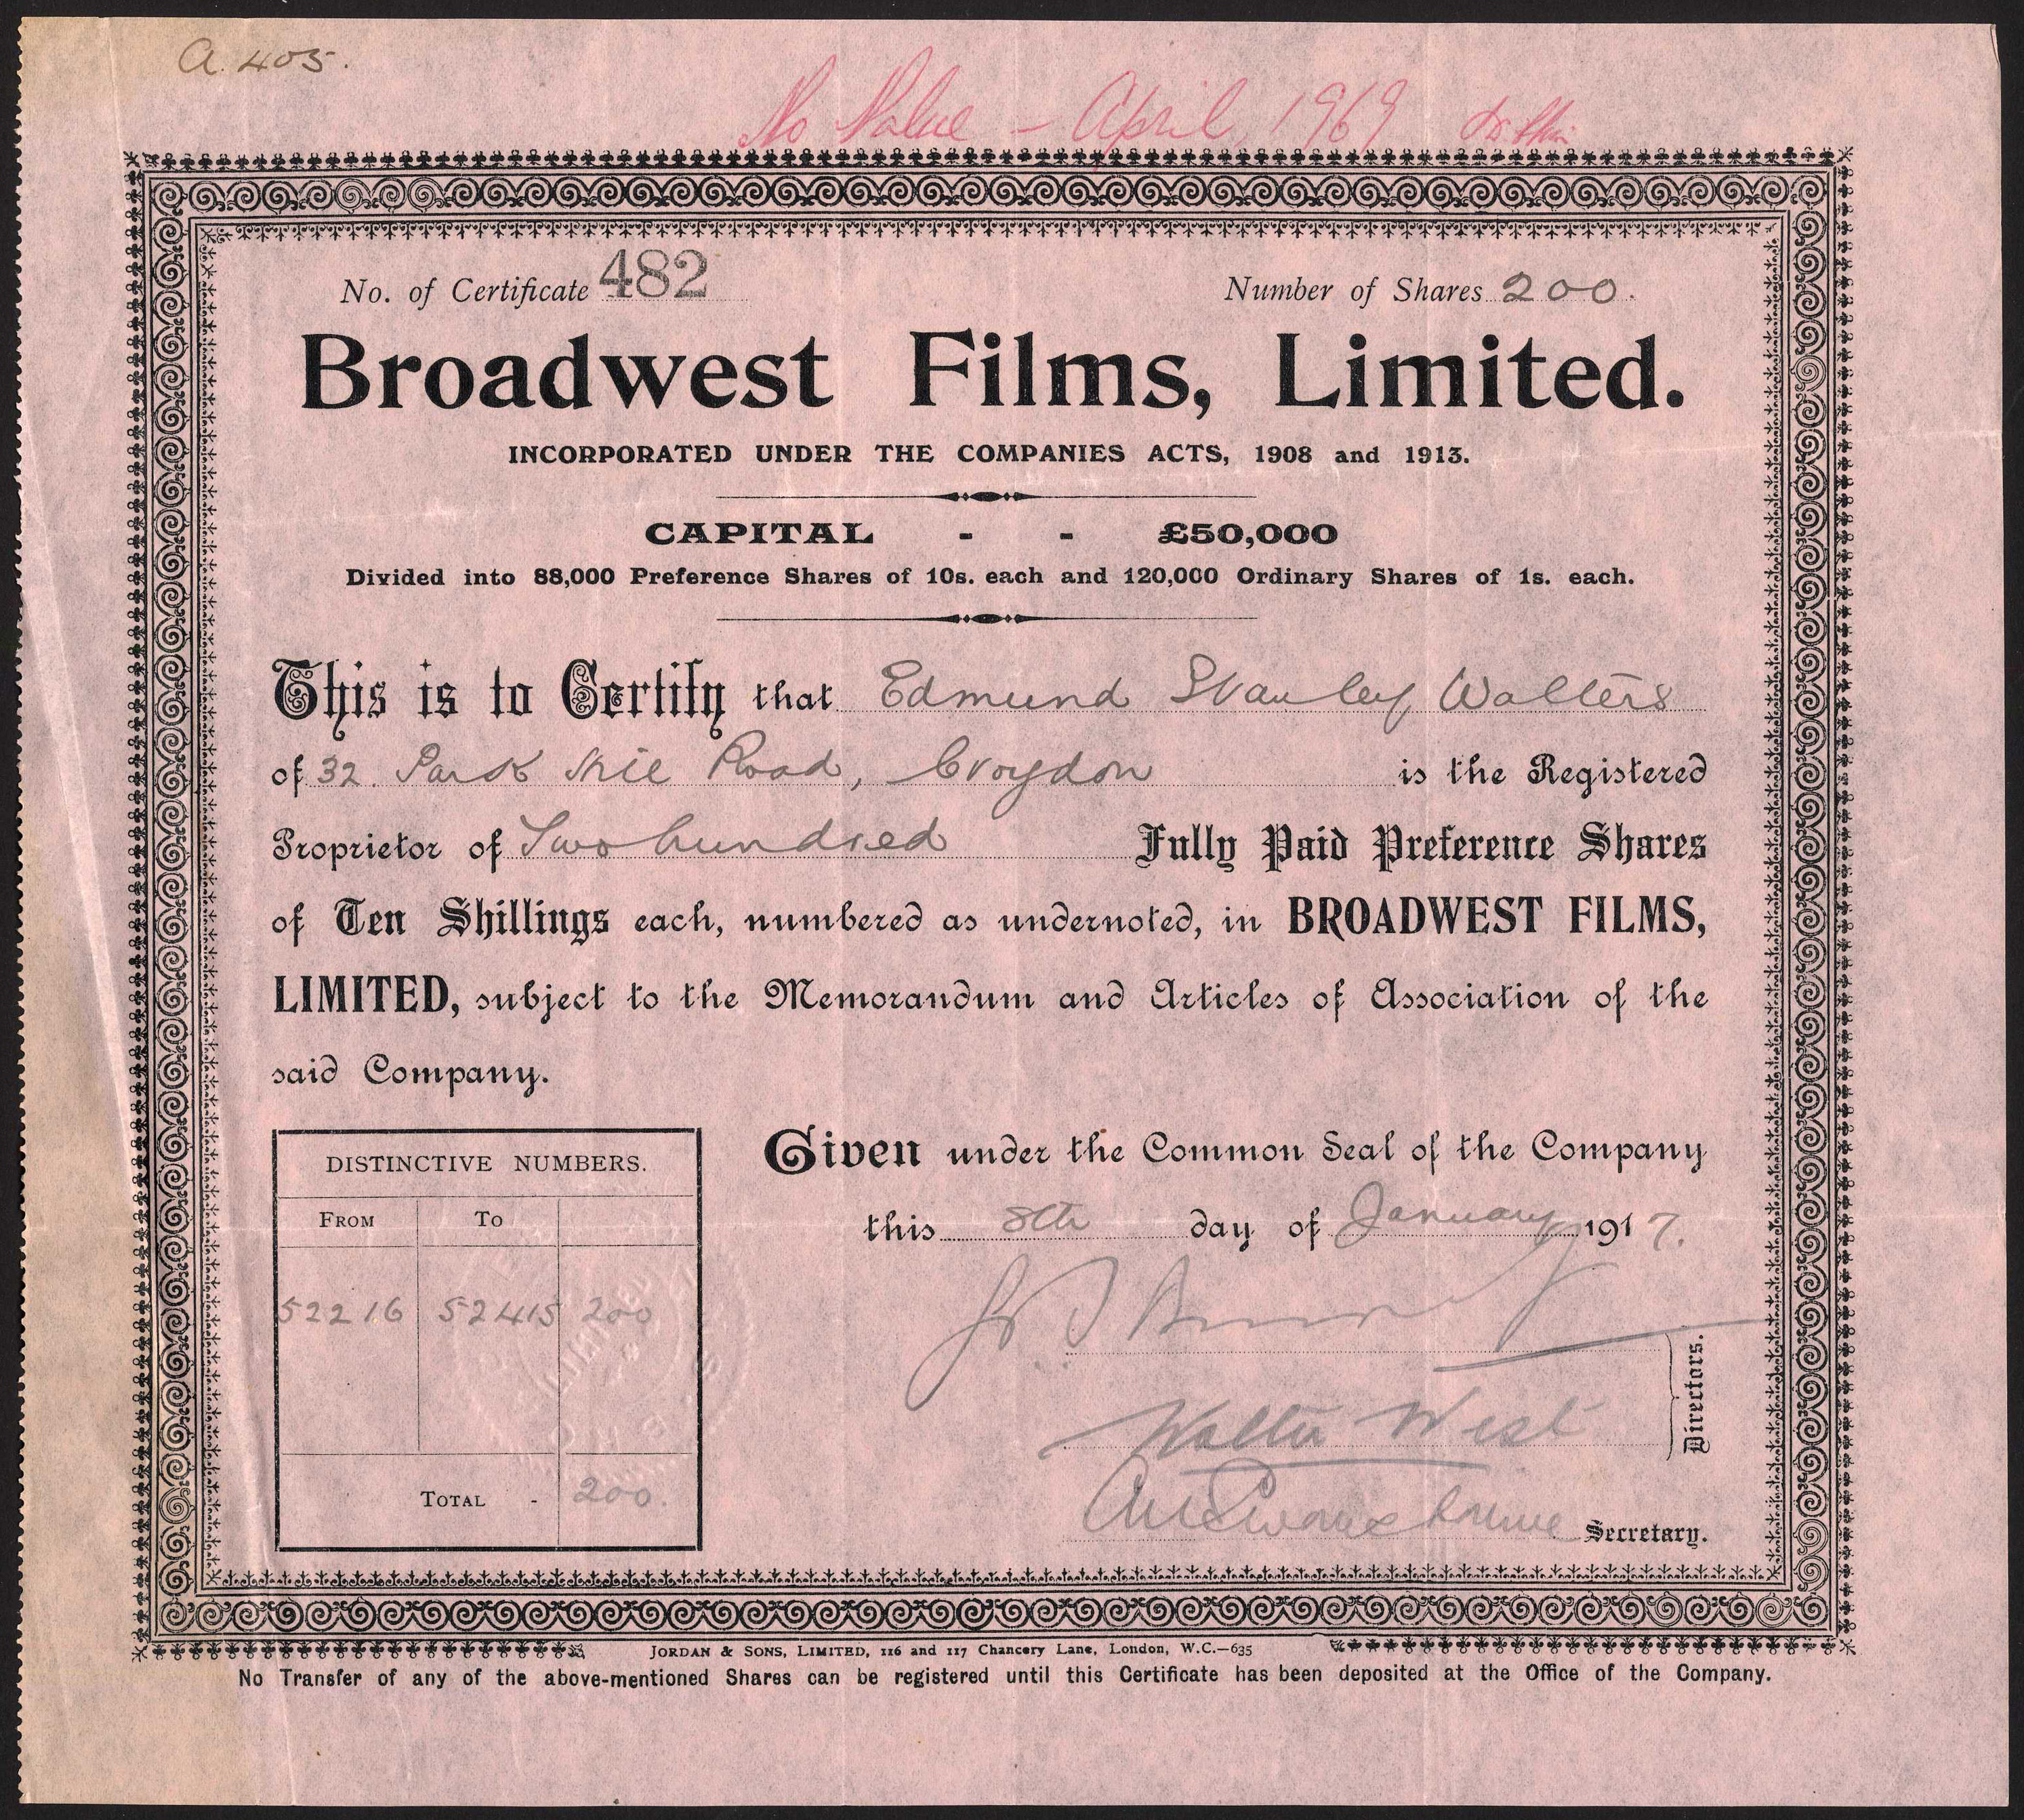 A. 405.
No Value - April, 1969
No. of Certificate 482 Number of Shares 200.
Broadwest Films, Limited.
INCORPORATED UNDER THE COMPANIES ACTS, 1908 and 1913.
CAPITAL - - £50,000
Divided into 88,000 Preference Shares of 10s. each and 120,000 Ordinary Shares of 1s. each.
This is to Certify that Edmund Stanley Walters
of 32. Park Hill Road, Croydon is the Registered
Proprietor of Two hundred Fully Paid Preference Shares
of Ten Shillings each, numbered as undernoted, in BROADWEST FILMS,
LIMITED, subject to the Memorandum and Articles of Association of the
said Company.
Given under the Common Seal of the Company
this 8th day of January 1917.
DISTINCTIVE NUMBERS.
FROM TO
52216 52415 200
TOTAL - 200.
Walter West
Directors.
Secretary.
JORDAN & SONS, LIMITED, 116 and 117 Chancery Lane, London, W.C.—635
No Transfer of any of the above-mentioned Shares can be registered until this Certificate has been deposited at the Office of the Company.